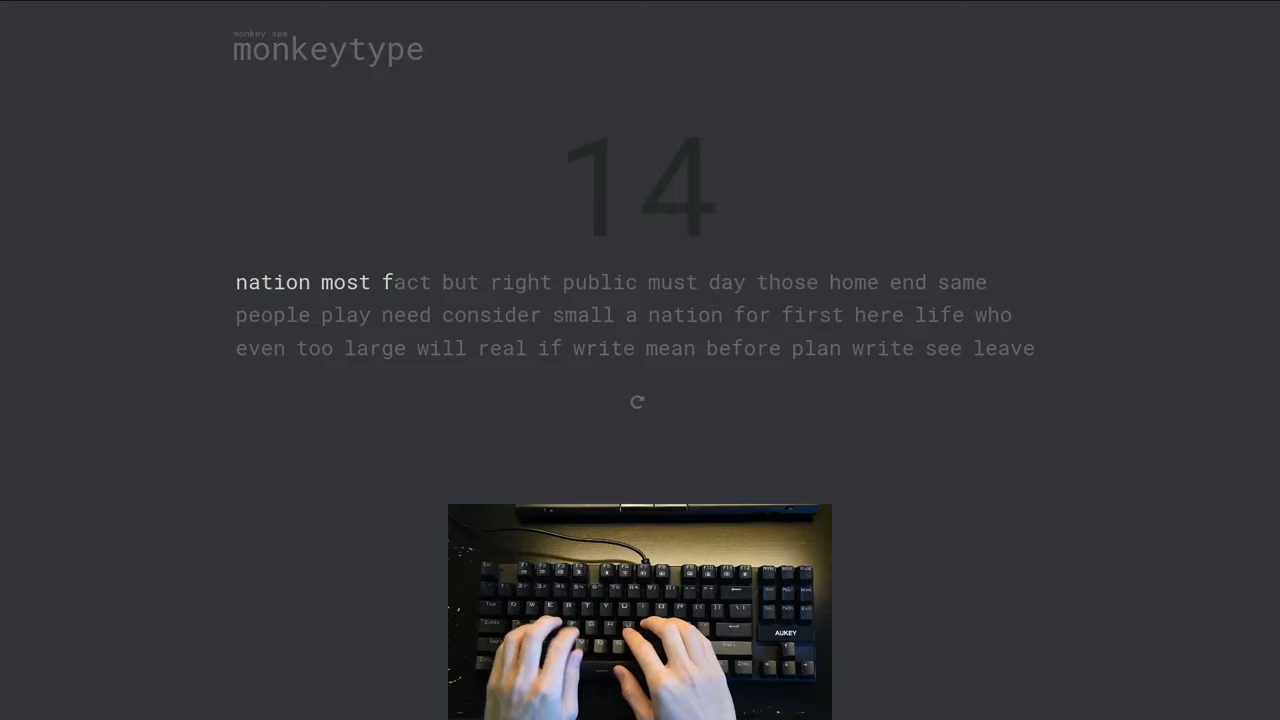 monkey see
monkeytype
14
nation most fact but right public must day those home end same
people play need consider small a nation for first here life who
even too large will real if write mean before plan write see leave
AUKEY